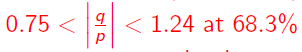 0.75 < |q/p| < 1.24 at 68.3%